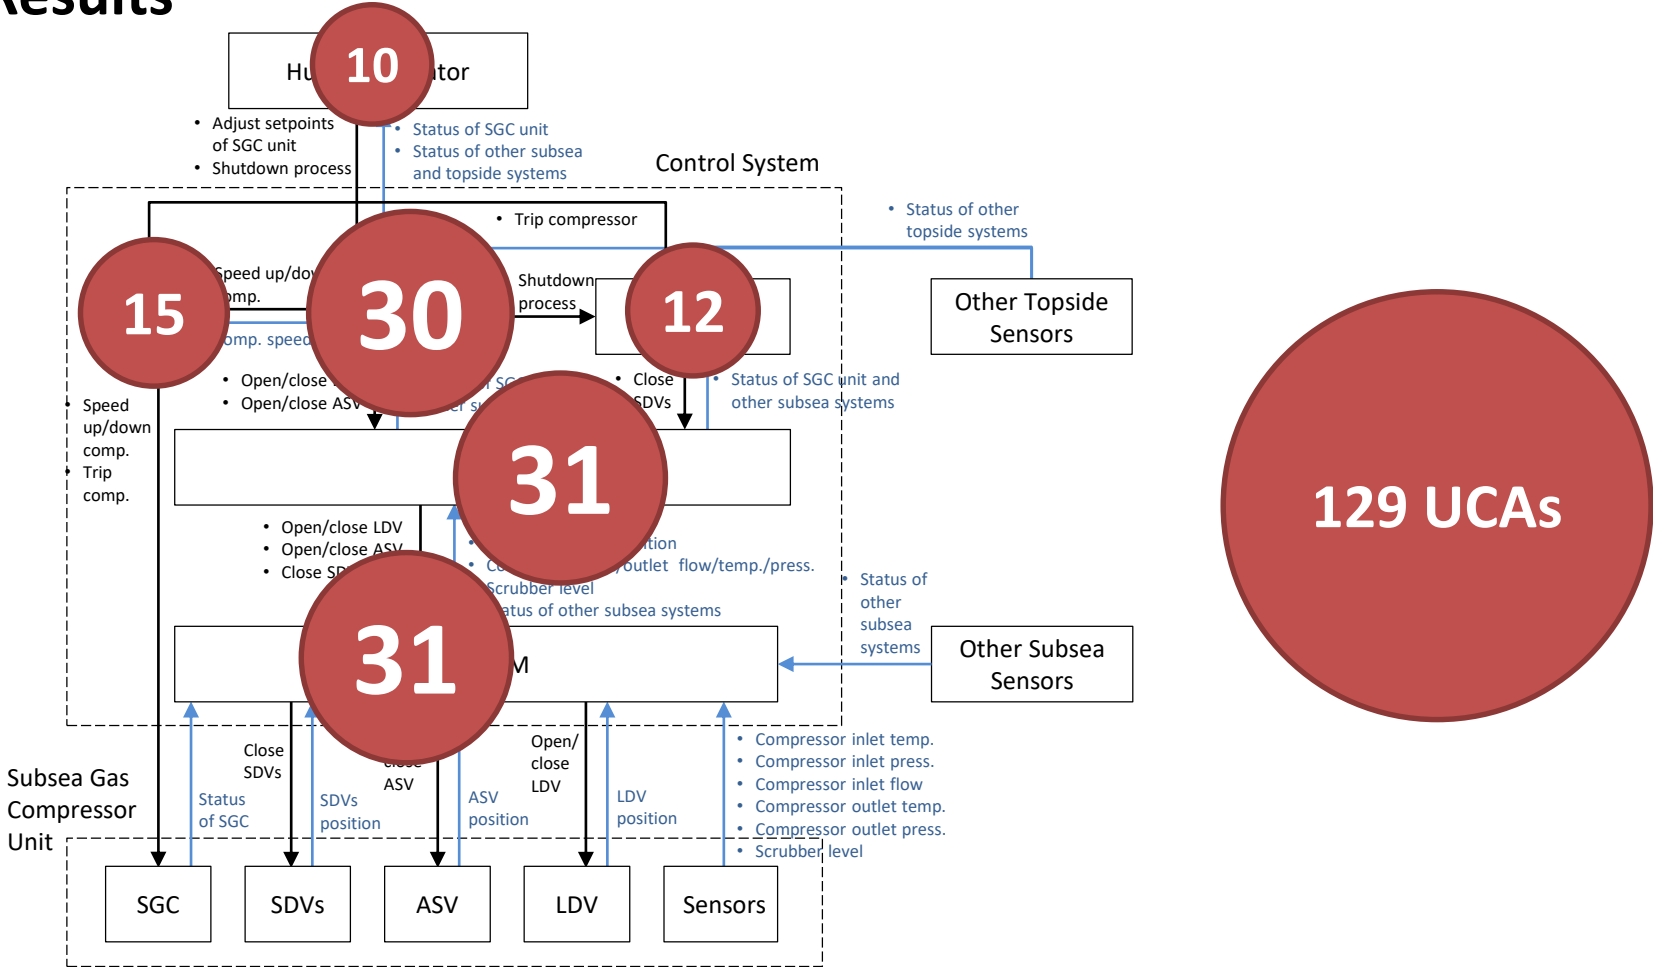 Results
10
• Adjust setpoints
of SGC unit
• Shutdown process
• Status of SGC unit
• Status of other subsea
and topside systems
Control System
• Trip compressor
• Status of other
topside systems
Speed up/dow
omp.
15
30
Shutdown
process
12
Other Topside
Sensors
omp. speed
• Open/close
• Open/close ASV
• Close
SDVs
• Status of SGC unit and
other subsea systems
• Speed
up/down
comp.
• Trip
comp.
31
129 UCAs
• Open/close LDV
• Open/close ASV
• Close
outlet flow/temp./press.
Scrubber level
atus of other subsea systems
• Status of
other
subsea
systems
31
M
Other Subsea
Sensors
Subsea Gas
Compressor
Unit
Status
of SGC
Close
SDVs
SDVs
position
close
ASV
ASV
position
Open/
close
LDV
LDV
position
• Compressor inlet temp.
• Compressor inlet press.
• Compressor inlet flow
• Compressor outlet temp.
• Compressor outlet press.
• Scrubber level
SGC
SDVs
ASV
LDV
Sensors